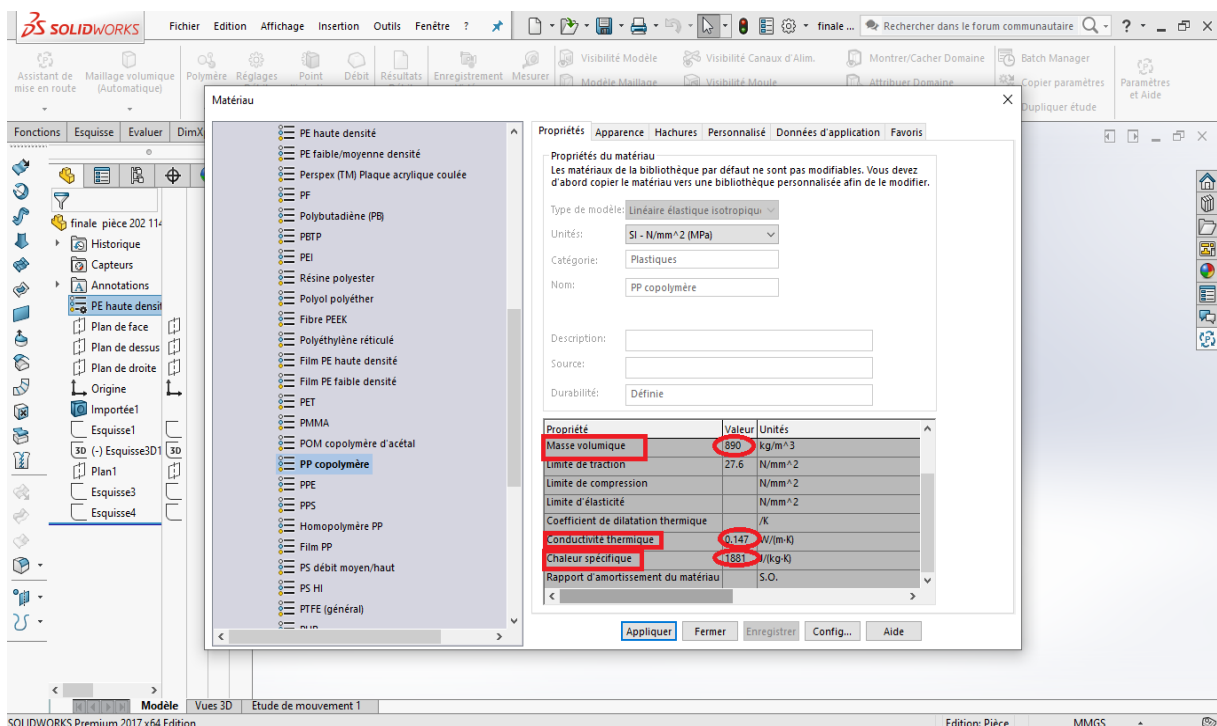 SOLIDWORKS Fichier Edition Affichage Insertion Outils Fenêtre ? finale ... Rechercher dans le forum communautaire ?
Assistant de mise en route
Maillage volumique (Automatique)
Polymère Réglages Point Débit Résultats Enregistrement Mesurer
Visibilité Modèle Visibilité Canaux d'Alim. Montrer/Cacher Domaine Batch Manager
Modèle Maillage Visibilité Moule Attribuer Domaine Copier paramètres
Dupliquer étude
Paramètres et Aide
Fonctions Esquisse Evaluer DimX
finale pièce 202 114
Historique
Capteurs
Annotations
PE haute densit
Plan de face
Plan de dessus
Plan de droite
Origine
Importée1
Esquisse1
3D (-) Esquisse3D1 3D
Plan1
Esquisse3
Esquisse4
Matériau
PE haute densité
PE faible/moyenne densité
Perspex (TM) Plaque acrylique coulée
PF
Polybutadiène (PB)
PBTP
PEI
Résine polyester
Polyol polyéther
Fibre PEEK
Polyéthylène réticulé
Film PE haute densité
Film PE faible densité
PET
PMMA
POM copolymère d'acétal
PP copolymère
PPE
PPS
Homopolymère PP
Film PP
PS débit moyen/haut
PS HI
PTFE (général)
Propriétés Apparence Hachures Personnalisé Données d'application Favoris
Propriétés du matériau
Les matériaux de la bibliothèque par défaut ne sont pas modifiables. Vous devez
d'abord copier le matériau vers une bibliothèque personnalisée afin de le modifier.
Type de modèle: Linéaire élastique isotropiqu
Unités: SI - N/mm^2 (MPa)
Catégorie: Plastiques
Nom: PP copolymère
Description:
Source:
Durabilité: Définie
Propriété Valeur Unités
Masse volumique 890 kg/m^3
Limite de traction 27.6 N/mm^2
Limite de compression N/mm^2
Limite d'élasticité N/mm^2
Coefficient de dilatation thermique /K
Conductivité thermique 0.147 W/(m·K)
Chaleur spécifique 1881 J/(kg·K)
Rapport d'amortissement du matériau S.O.
Appliquer Fermer Enregistrer Config... Aide
Modèle Vues 3D Etude de mouvement 1
SOLIDWORKS Premium 2017 x64 Edition Edition: Pièce MMGS